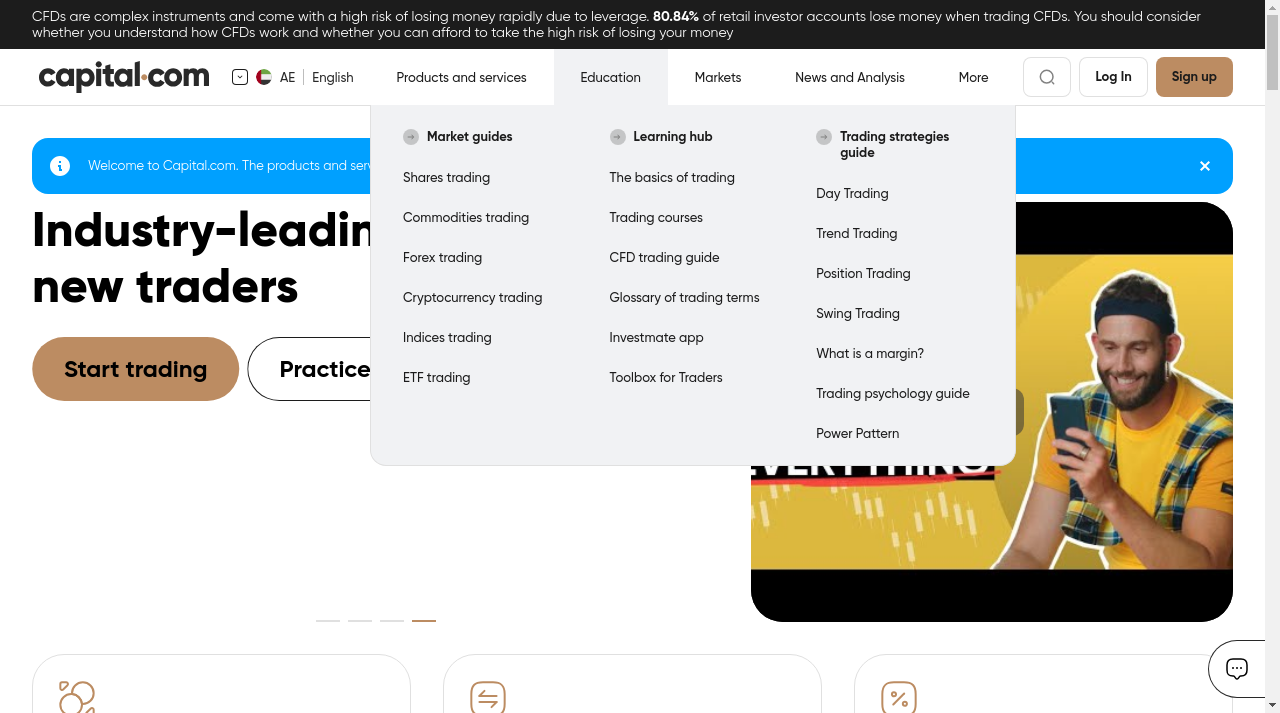 CFDs are complex instruments and come with a high risk of losing money rapidly due to leverage. 80.84% of retail investor accounts lose money when trading CFDs. You should consider
whether you understand how CFDs work and whether you can afford to take the high risk of losing your money
capital.com
AE
English
Products and services
Education
Markets
News and Analysis
More
Log In
Sign up
Market guides
Shares trading
Commodities trading
Forex trading
Cryptocurrency trading
Indices trading
ETF trading
Learning hub
The basics of trading
Trading courses
CFD trading guide
Glossary of trading terms
Investmate app
Toolbox for Traders
Trading strategies
guide
Day Trading
Trend Trading
Position Trading
Swing Trading
What is a margin?
Trading psychology guide
Power Pattern
Welcome to Capital.com. The products and
Industry-leadin
new traders
Start trading
Practice